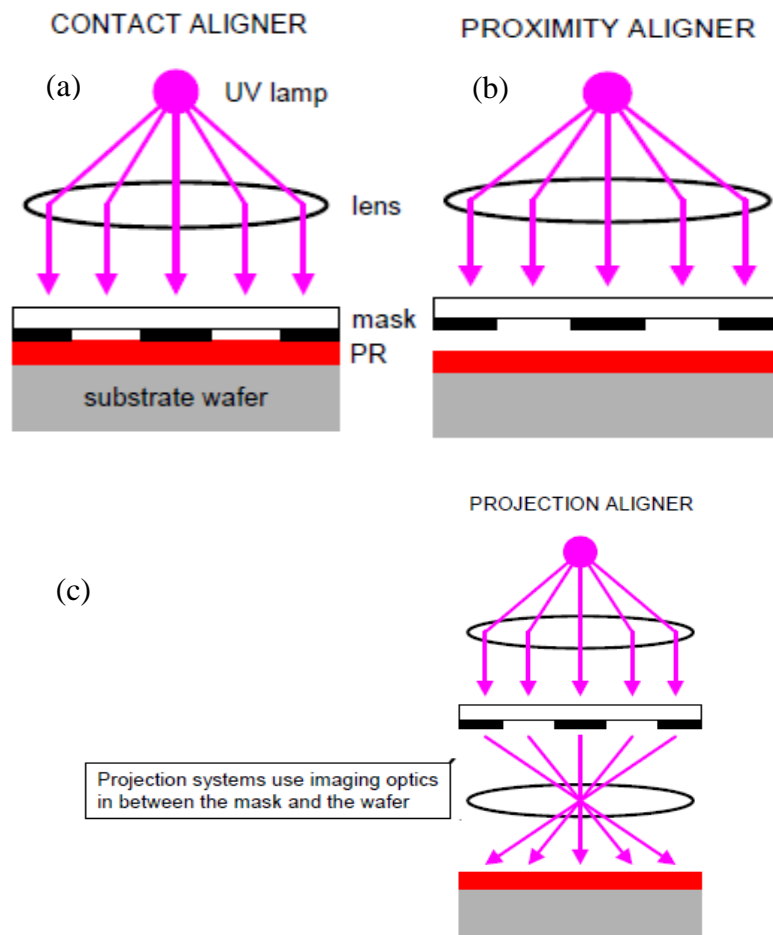 CONTACT ALIGNER
PROXIMITY ALIGNER
(a)
UV lamp
(b)
lens
mask
PR
substrate wafer
PROJECTION ALIGNER
(c)
Projection systems use imaging optics
in between the mask and the wafer